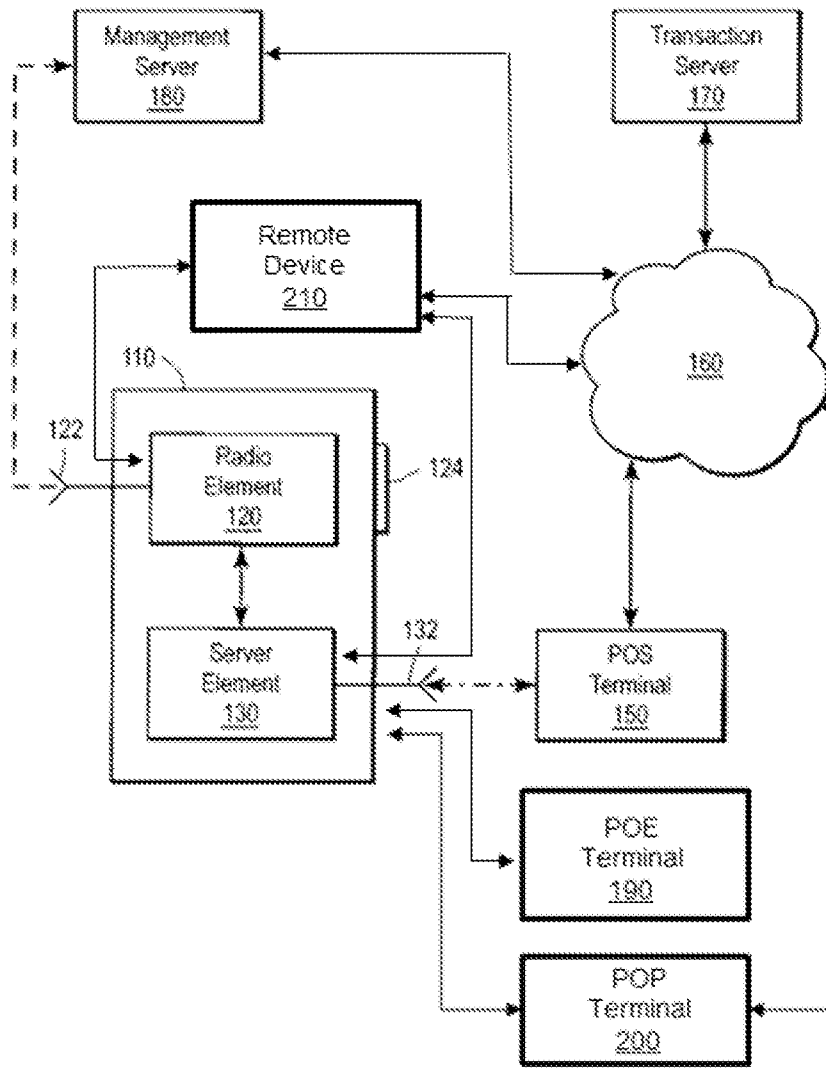 Management
Server
180
Transaction
Server
170
Remote
Device
210
160
110
122
Radio
Element
120
124
Server
Element
130
132
POS
Terminal
150
POE
Terminal
190
POP
Terminal
200